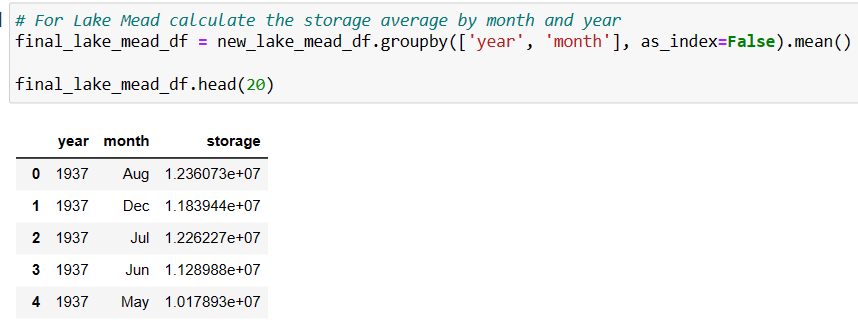 # For Lake Mead calculate the storage average by month and year
final_lake_mead_df = new_lake_mead_df.groupby(['year', 'month'], as_index=False).mean()
final_lake_mead_df.head(20)
year month storage
0 1937 Aug 1.236073e+07
1 1937 Dec 1.183944e+07
2 1937 Jul 1.226227e+07
3 1937 Jun 1.128988e+07
4 1937 May 1.017893e+07